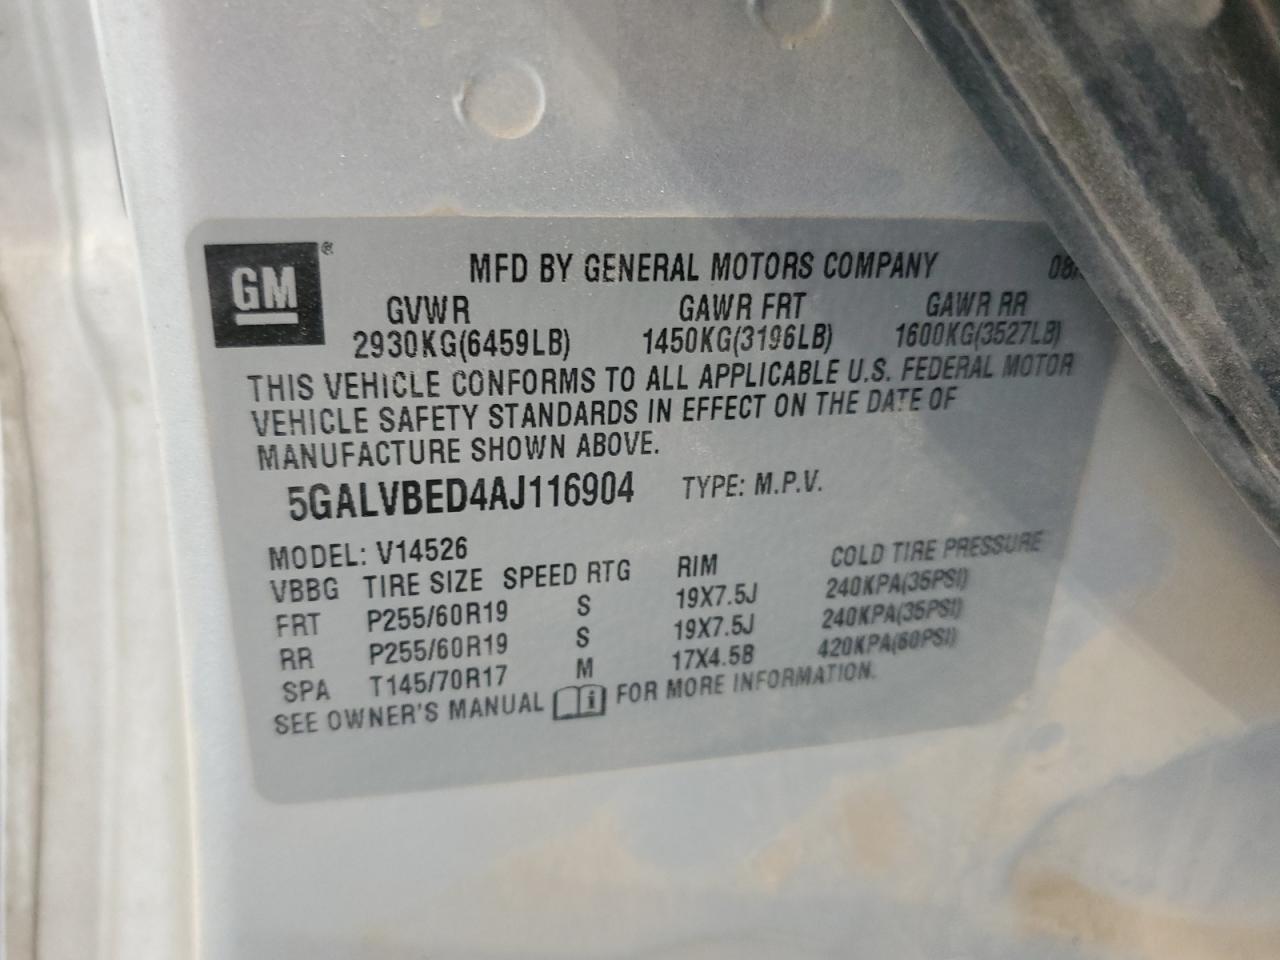 GM ®
MFD BY GENERAL MOTORS COMPANY
GVWR GAWR FRT GAWR RR
2930KG(6459LB) 1450KG(3196LB) 1600KG(3527LB)
THIS VEHICLE CONFORMS TO ALL APPLICABLE U.S. FEDERAL MOTOR
VEHICLE SAFETY STANDARDS IN EFFECT ON THE DATE OF
MANUFACTURE SHOWN ABOVE.
5GALVBED4AJ116904 TYPE: M.P.V.
MODEL: V14526
VBBG TIRE SIZE SPEED RTG RIM COLD TIRE PRESSURE
FRT P255/60R19 S 19X7.5J 240KPA(35PSI)
RR P255/60R19 S 19X7.5J 240KPA(35PSI)
SPA T145/70R17 M 17X4.5B 420KPA(60PSI)
SEE OWNER'S MANUAL i FOR MORE INFORMATION.